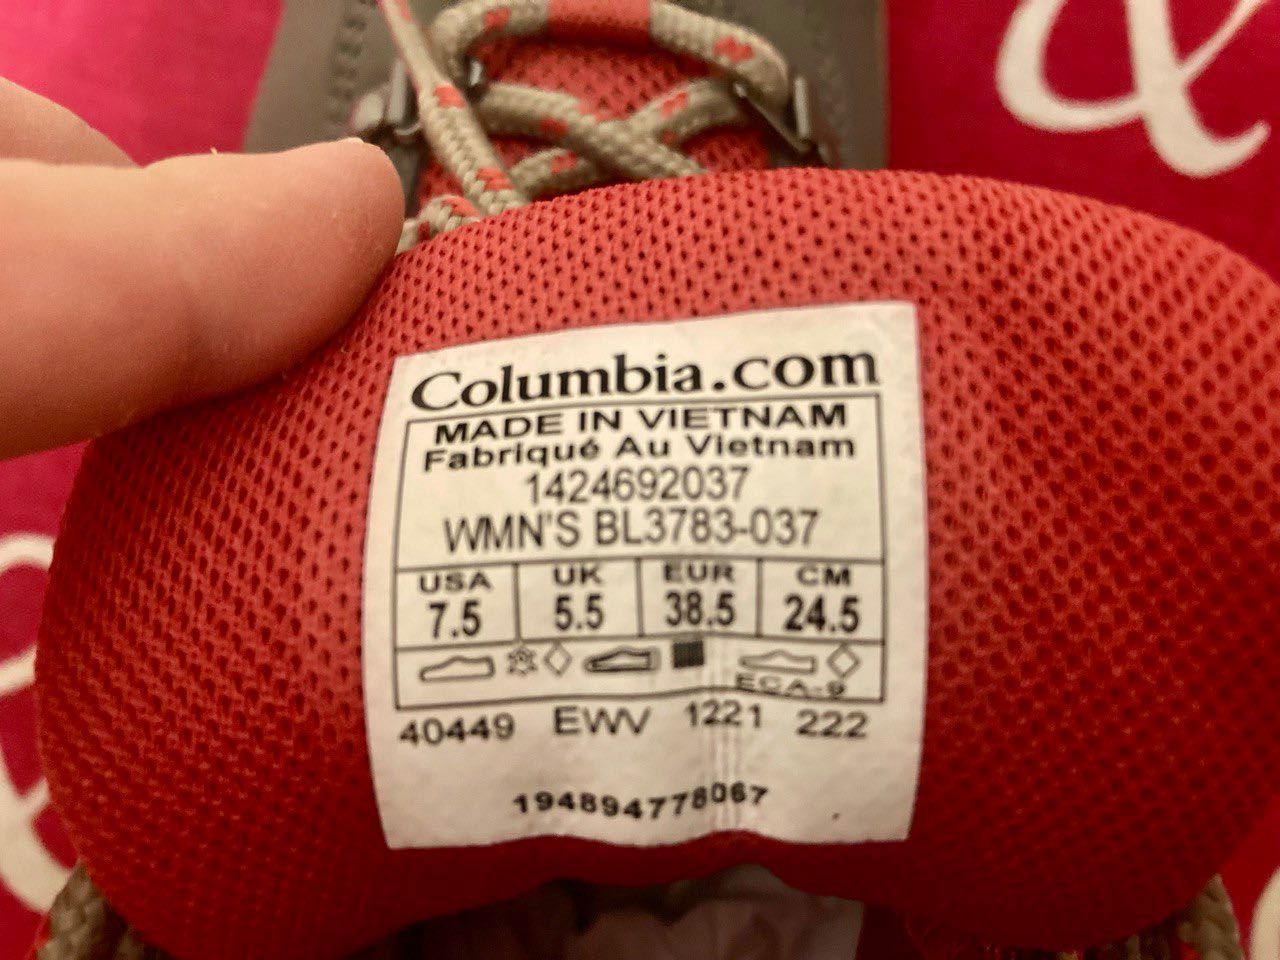 &
Columbia.com
MADE IN VIETNAM
Fabriqué Au Vietnam
1424692037
WMN'S BL3783-037
USA UK EUR CM
7.5 5.5 38.5 24.5
ECA-9
40449 EWV 1221 222
194894778067